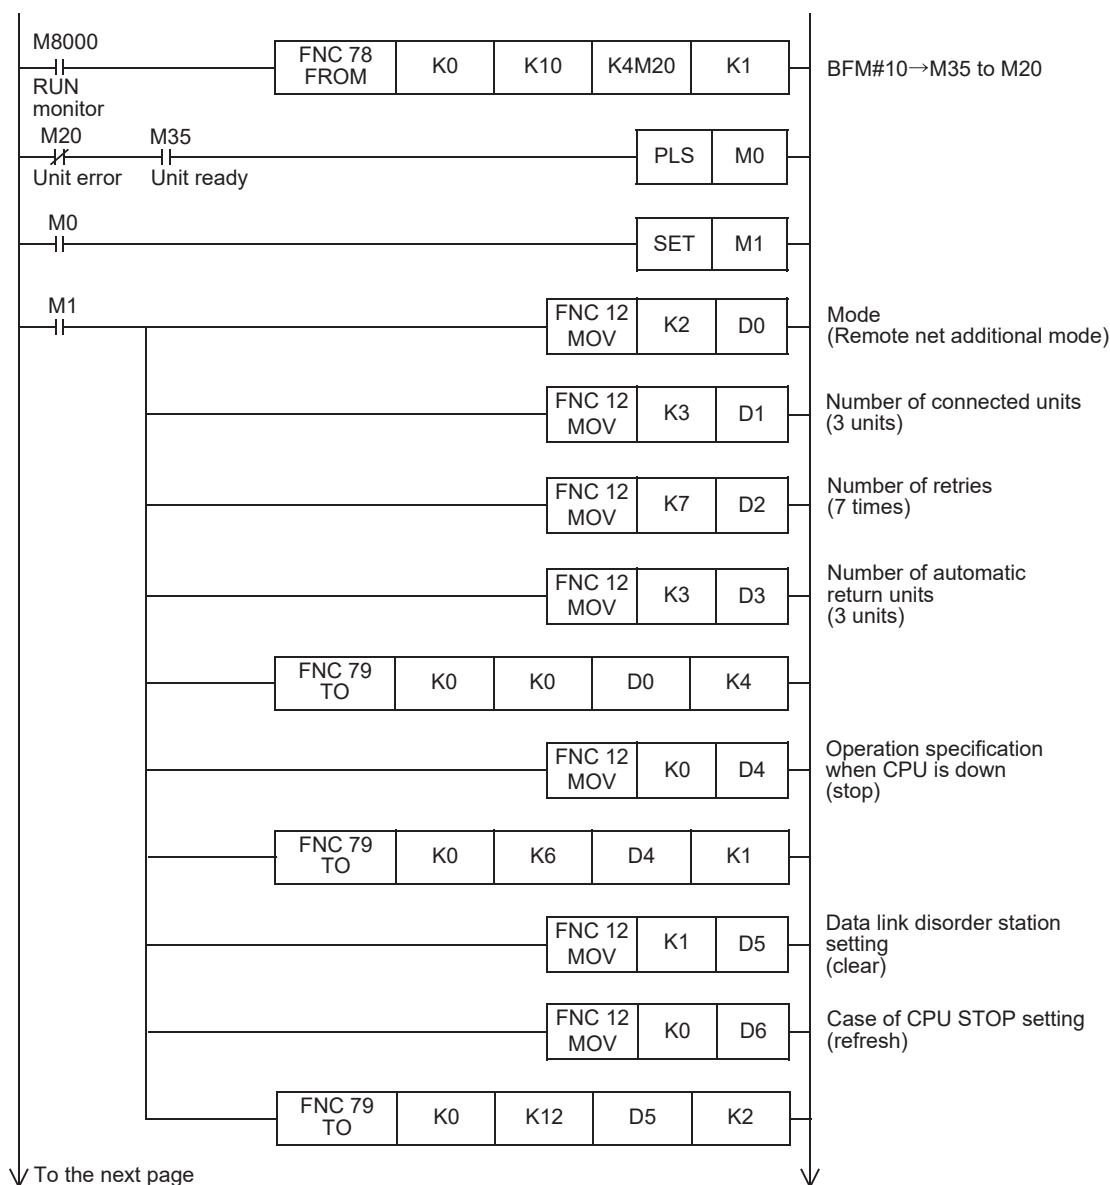 M8000
RUN
monitor
FNC 78
FROM
K0
K10
K4M20
K1
BFM#10→M35 to M20
M20
Unit error
M35
Unit ready
PLS
M0
M0
SET
M1
M1
FNC 12
MOV
K2
D0
Mode
(Remote net additional mode)
FNC 12
MOV
K3
D1
Number of connected units
(3 units)
FNC 12
MOV
K7
D2
Number of retries
(7 times)
FNC 12
MOV
K3
D3
Number of automatic
return units
(3 units)
FNC 79
TO
K0
K0
D0
K4
FNC 12
MOV
K0
D4
Operation specification
when CPU is down
(stop)
FNC 79
TO
K0
K6
D4
K1
FNC 12
MOV
K1
D5
Data link disorder station
setting
(clear)
FNC 12
MOV
K0
D6
Case of CPU STOP setting
(refresh)
FNC 79
TO
K0
K12
D5
K2
To the next page